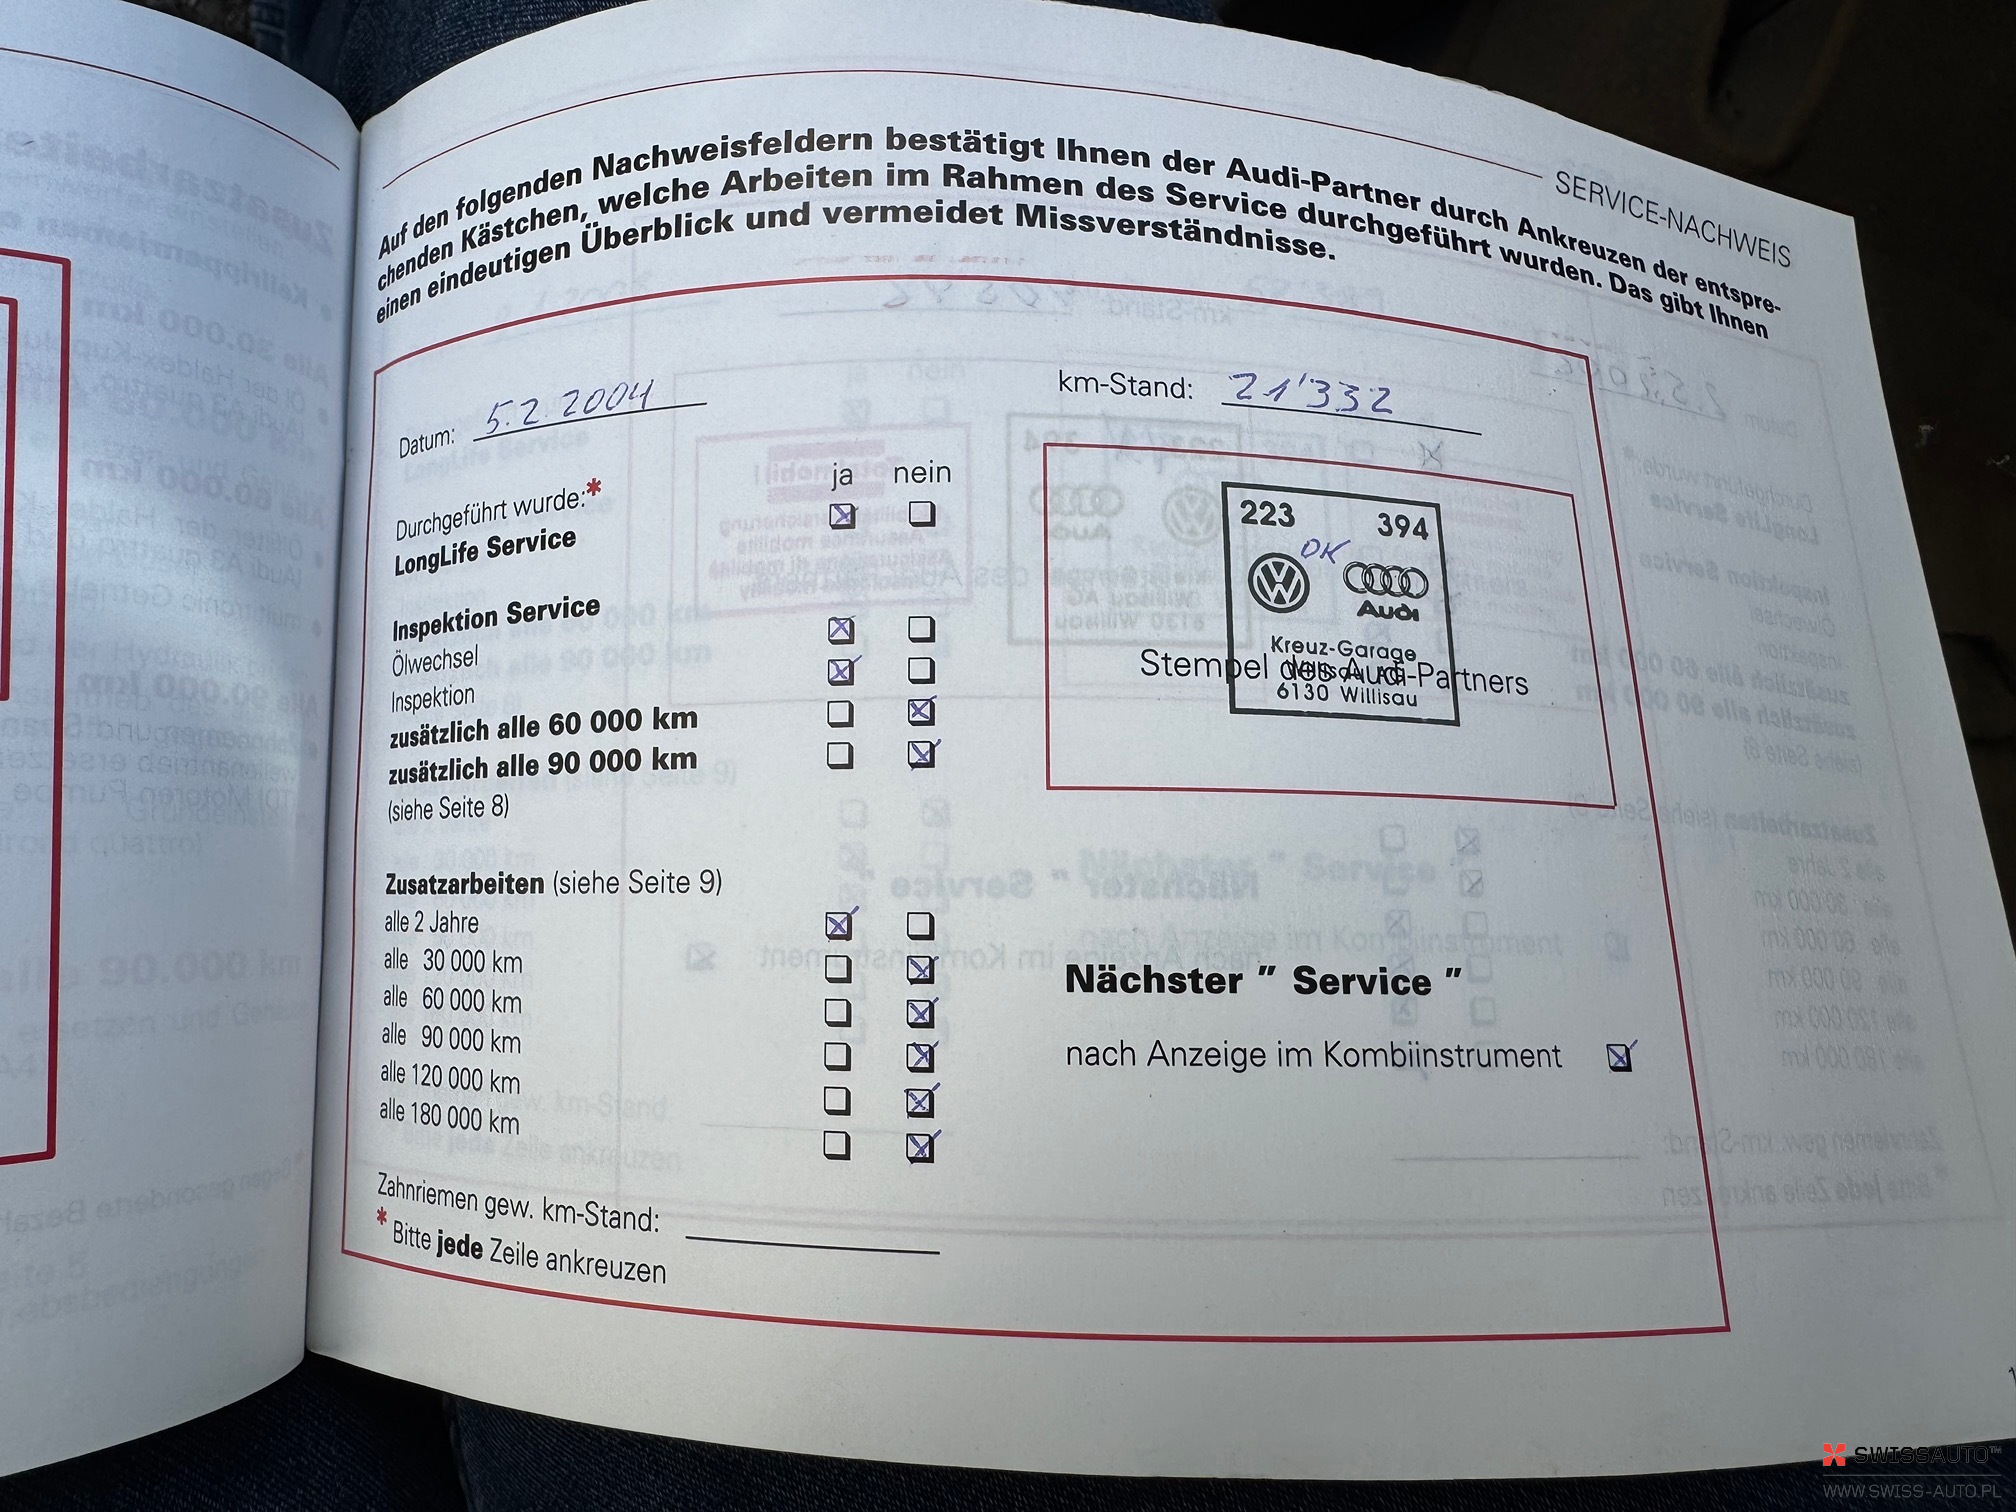 SERVICE-NACHWEIS
Auf den folgenden Nachweisfeldern bestätigt Ihnen der Audi-Partner durch Ankreuzen der entspre-
chenden Kästchen, welche Arbeiten im Rahmen des Service durchgeführt wurden. Das gibt Ihnen
einen eindeutigen Überblick und vermeidet Missverständnisse.
Datum: 5.2.2004
km-Stand: 21'332
ja nein
Durchgeführt wurde:*
LongLife Service
Inspektion Service
Ölwechsel
Inspektion
zusätzlich alle 60 000 km
zusätzlich alle 90 000 km
(siehe Seite 8)
Zusatzarbeiten (siehe Seite 9)
alle 2 Jahre
alle 30 000 km
alle 60 000 km
alle 90 000 km
alle 120 000 km
alle 180 000 km
Zahnriemen gew. km-Stand:
* Bitte jede Zeile ankreuzen
223 394
OK
Audi
Kreuz-Garage
Stempel des Audi-Partners
6130 Willisau
Nächster " Service "
nach Anzeige im Kombiinstrument
SWISSAUTO™
WWW.SWISS-AUTO.PL